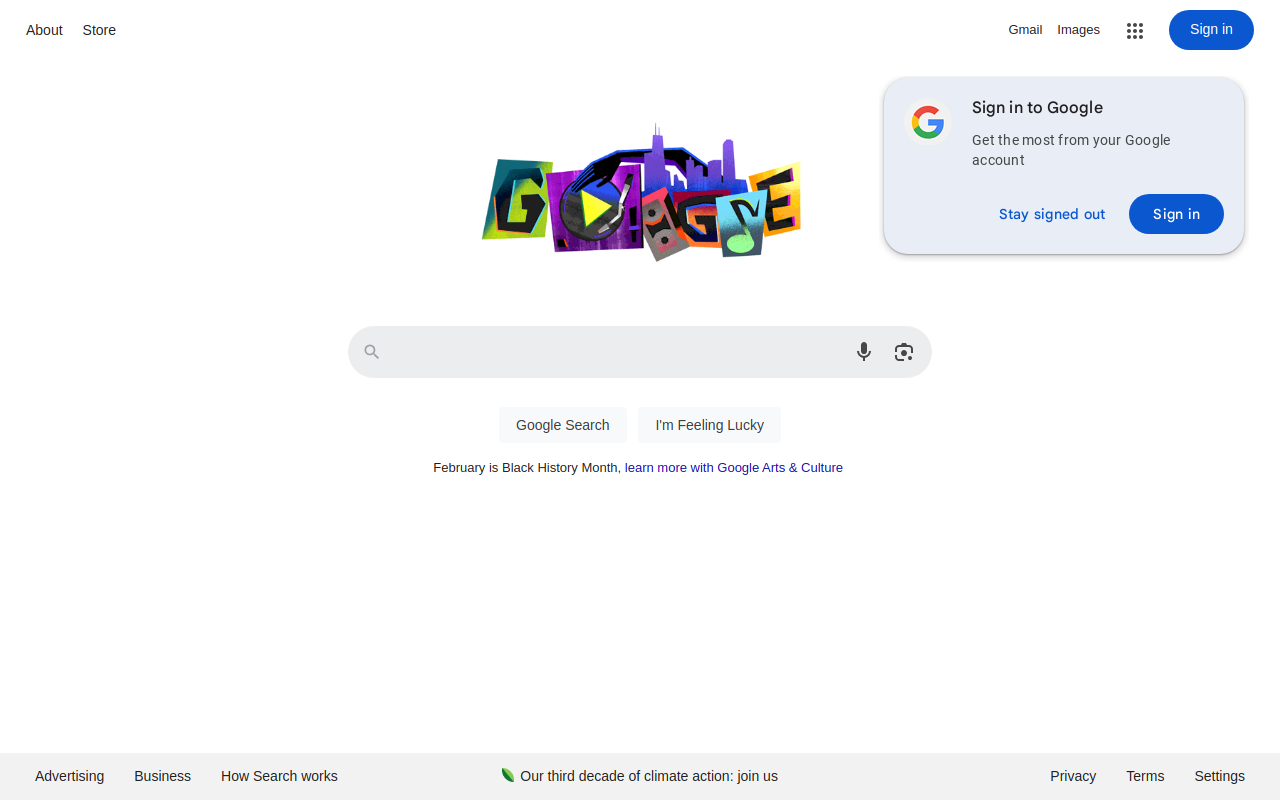 About Store
Gmail Images
Sign in
Sign in to Google
Get the most from your Google
account
Stay signed out
Sign in
GOOGLE
Google Search
I'm Feeling Lucky
February is Black History Month, learn more with Google Arts & Culture
Advertising Business How Search works
Our third decade of climate action: join us
Privacy Terms Settings